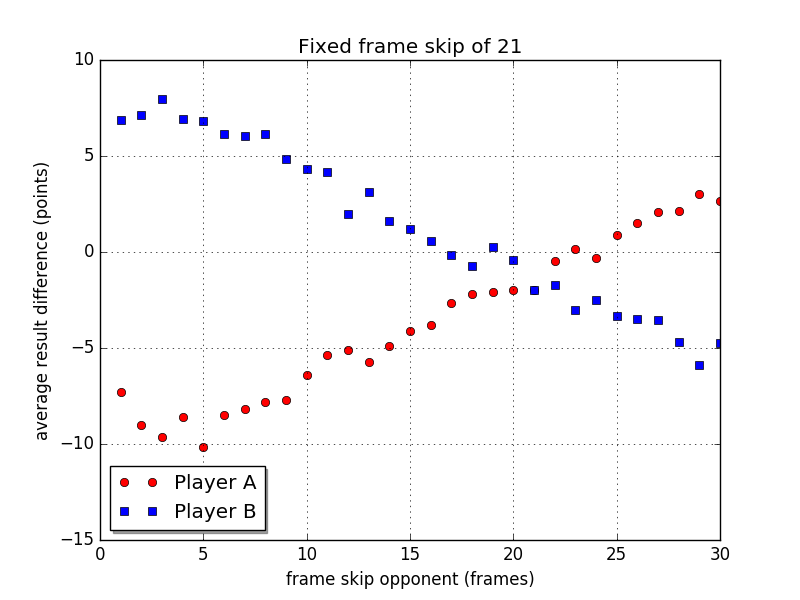 Fixed frame skip of 21
average result difference (points)
10
5
0
−5
−10
−15
Player A
Player B
0 5 10 15 20 25 30
frame skip opponent (frames)